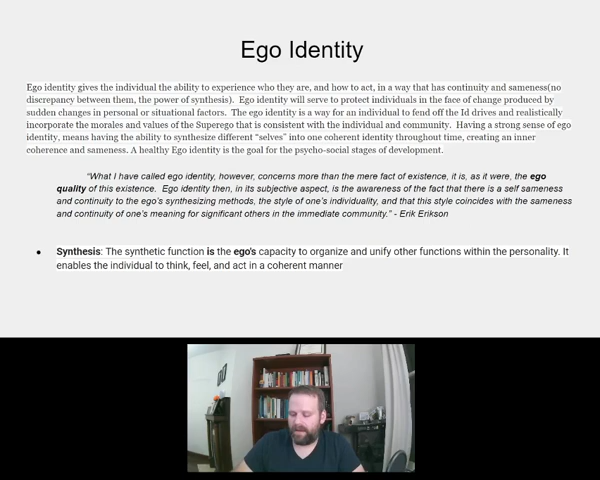 Ego Identity
Ego identity gives the individual the ability to experience who they are, and how to act, in a way that has continuity and sameness(no
discrepancy between them, the power of synthesis).  Ego identity will serve to protect individuals in the face of change produced by
sudden changes in personal or situational factors.  The ego identity is a way for an individual to fend off the Id drives and realistically
incorporate the morales and values of the Superego that is consistent with the individual and community.  Having a strong sense of ego
identity, means having the ability to synthesize different “selves” into one coherent identity throughout time, creating an inner
coherence and sameness. A healthy Ego identity is the goal for the psycho-social stages of development.
“What I have called ego identity, however, concerns more than the mere fact of existence, it is, as it were, the ego
quality of this existence.  Ego identity then, in its subjective aspect, is the awareness of the fact that there is a self sameness
and continuity to the ego's synthesizing methods, the style of one's individuality, and that this style coincides with the sameness
and continuity of one's meaning for significant others in the immediate community.” - Erik Erikson
● Synthesis: The synthetic function is the ego's capacity to organize and unify other functions within the personality. It
enables the individual to think, feel, and act in a coherent manner